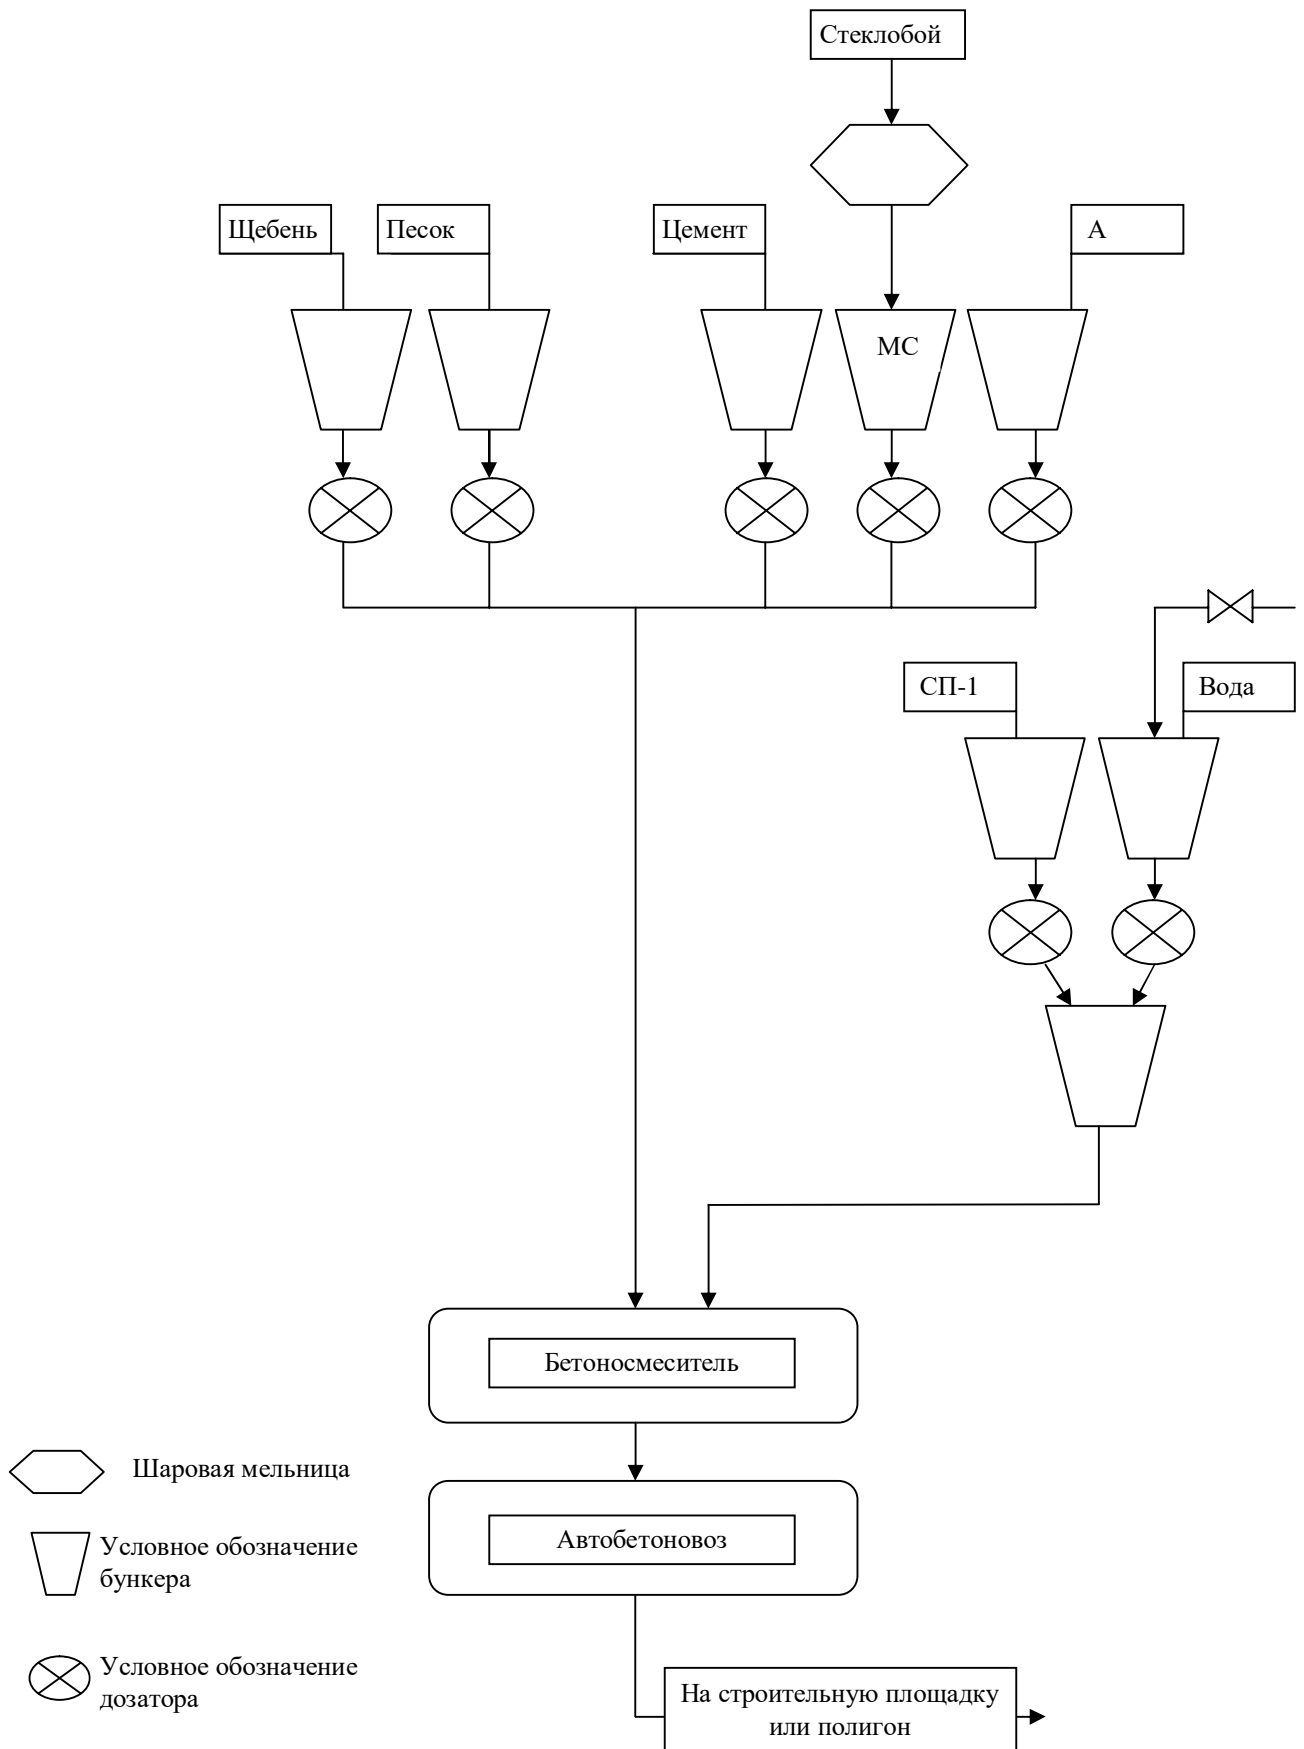 Стеклобой
Щебень
Песок
Цемент
А
МС
СП-1
Вода
Бетоносмеситель
Шаровая мельница
Автобетоновоз
Условное обозначение
бункера
Условное обозначение
дозатора
На строительную площадку
или полигон